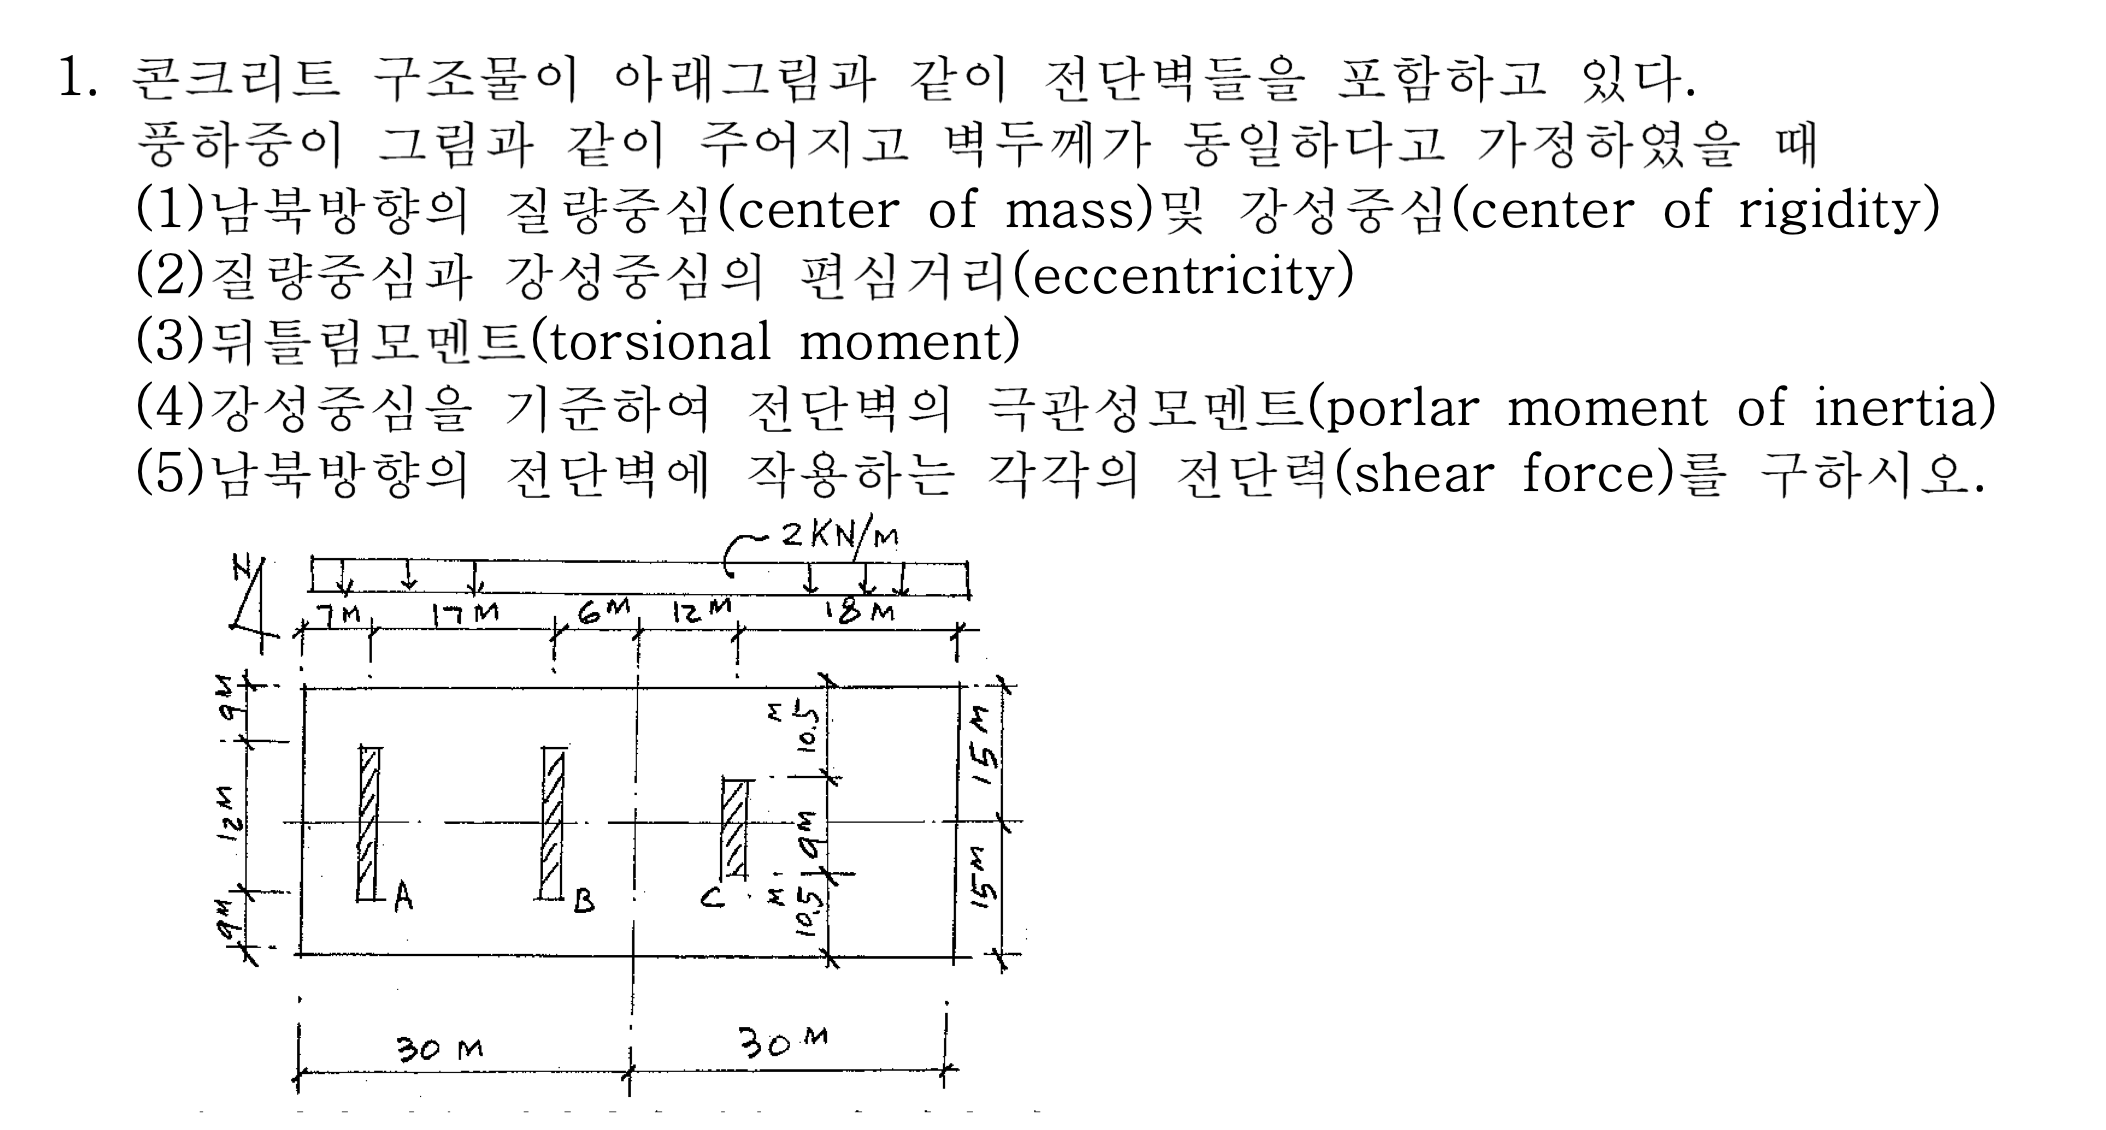 1. 콘크리트 구조물이 아래그림과 같이 전단벽들을 포함하고 있다.
풍하중이 그림과 같이 주어지고 벽두께가 동일하다고 가정하였을 때
(1)남북방향의 질량중심(center of mass)및 강성중심(center of rigidity)
(2)질량중심과 강성중심의 편심거리(eccentricity)
(3)뒤틀림모멘트(torsional moment)
(4)강성중심을 기준하여 전단벽의 극관성모멘트(porlar moment of inertia)
(5)남북방향의 전단벽에 작용하는 각각의 전단력(shear force)를 구하시오.
2KN/M
N
7M 17M 6M 12M 18M
9M
12M
9M
10.5 M
9M
10.5 M
15M
15M
A B C
30 M 30 M